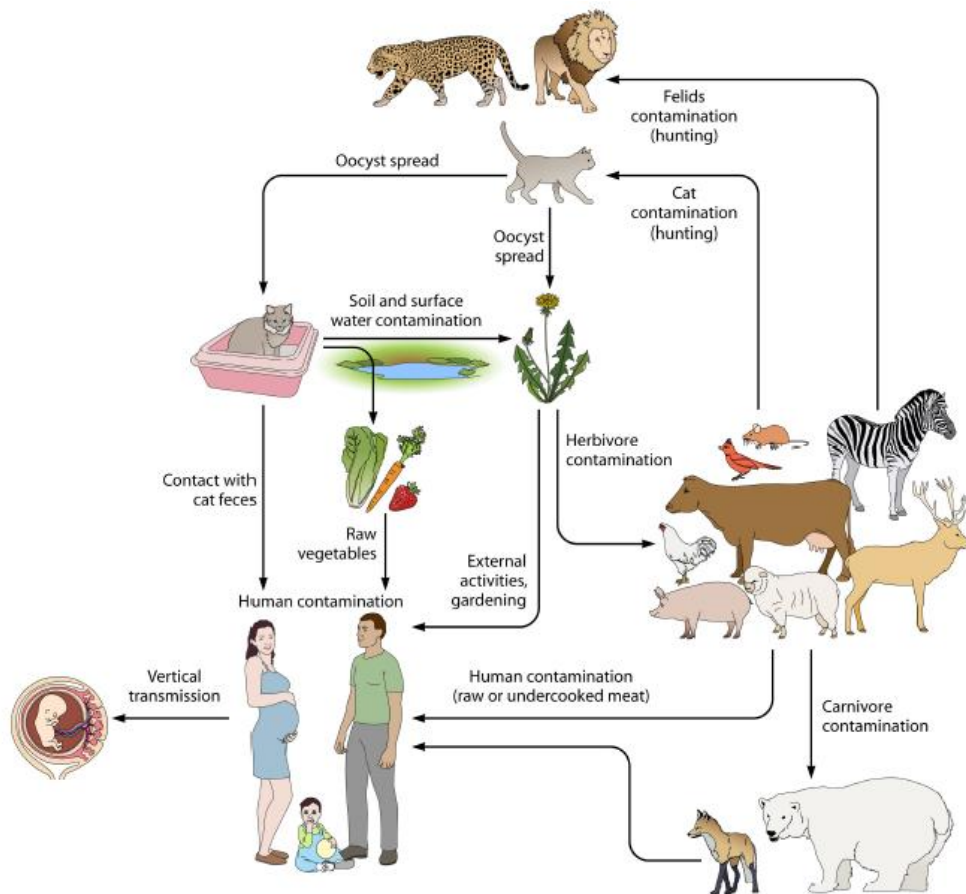 Felids
contamination
(hunting)
Oocyst spread
Cat
contamination
(hunting)
Oocyst
spread
Soil and surface
water contamination
Herbivore
contamination
Contact with
cat feces
Raw
vegetables
External
activities,
gardening
Human contamination
Vertical
transmission
Human contamination
(raw or undercooked meat)
Carnivore
contamination